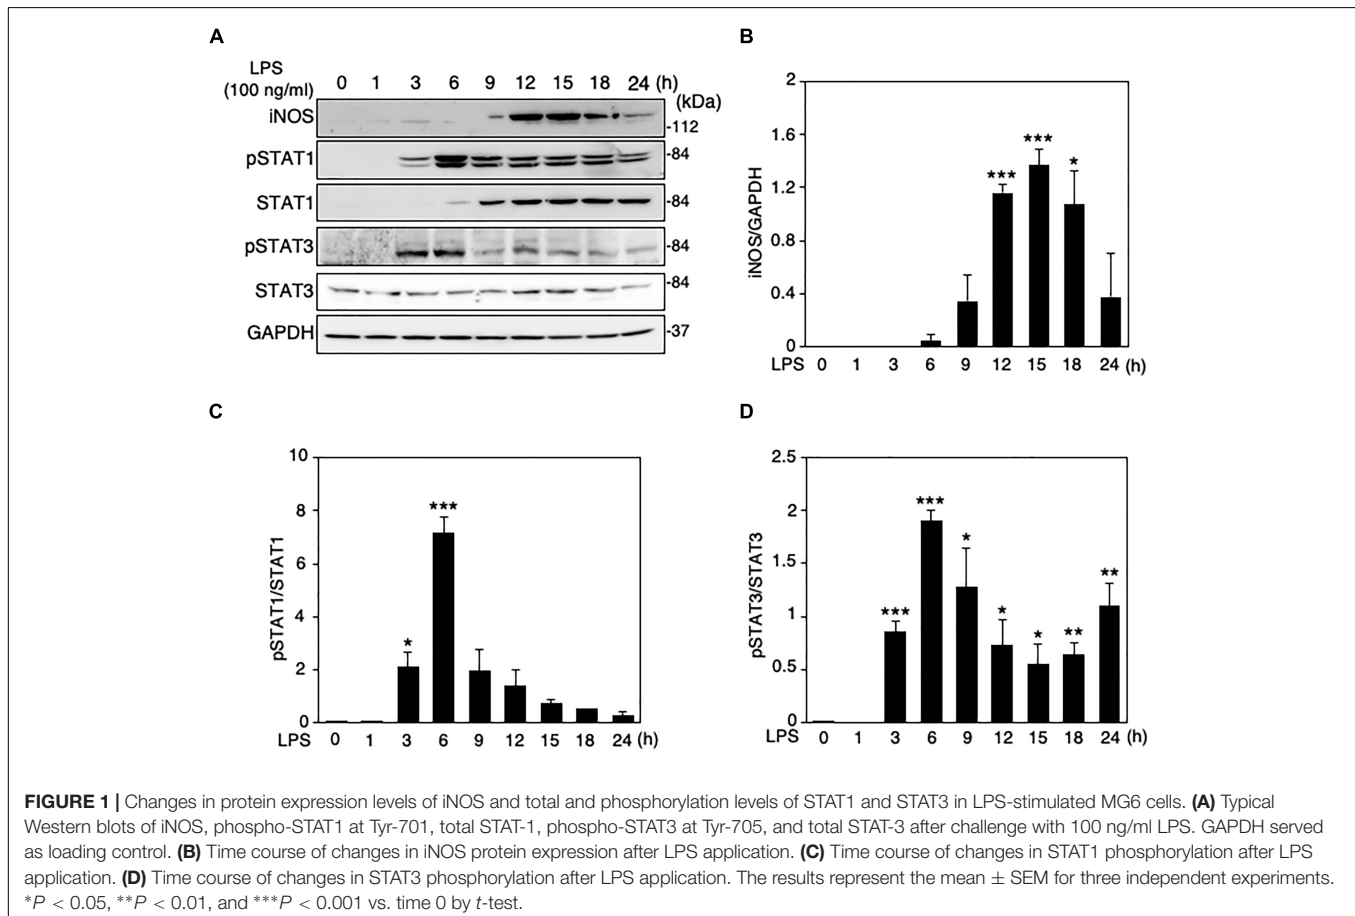 A
LPS
(100 ng/ml)
0 1 3 6 9 12 15 18 24 (h)
(kDa)
iNOS
-112
pSTAT1
-84
STAT1
-84
pSTAT3
-84
STAT3
-84
GAPDH
-37
B
iNOS/GAPDH
2
1.6
1.2
0.8
0.4
0
*** *** *
LPS 0 1 3 6 9 12 15 18 24 (h)
C
pSTAT1/STAT1
10
8
6
4
2
0
* ***
LPS 0 1 3 6 9 12 15 18 24 (h)
D
pSTAT3/STAT3
2.5
2
1.5
1
0.5
0
*** *** * * * ** **
LPS 0 1 3 6 9 12 15 18 24 (h)
FIGURE 1 | Changes in protein expression levels of iNOS and total and phosphorylation levels of STAT1 and STAT3 in LPS-stimulated MG6 cells. (A) Typical
Western blots of iNOS, phospho-STAT1 at Tyr-701, total STAT-1, phospho-STAT3 at Tyr-705, and total STAT-3 after challenge with 100 ng/ml LPS. GAPDH served
as loading control. (B) Time course of changes in iNOS protein expression after LPS application. (C) Time course of changes in STAT1 phosphorylation after LPS
application. (D) Time course of changes in STAT3 phosphorylation after LPS application. The results represent the mean ± SEM for three independent experiments.
*P < 0.05, **P < 0.01, and ***P < 0.001 vs. time 0 by t-test.